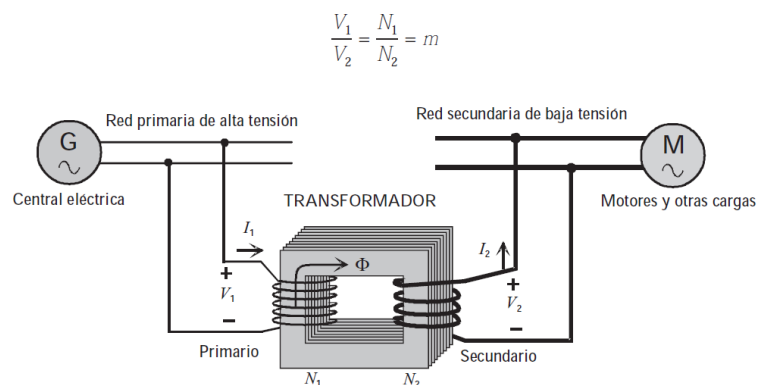 V₁/V₂ = N₁/N₂ = m
Red primaria de alta tensión
Red secundaria de baja tensión
G
M
Central eléctrica
TRANSFORMADOR
Motores y otras cargas
I₁
I₂
Φ
+
+
V₁
V₂
−
−
Primario
Secundario
N₁
N₂